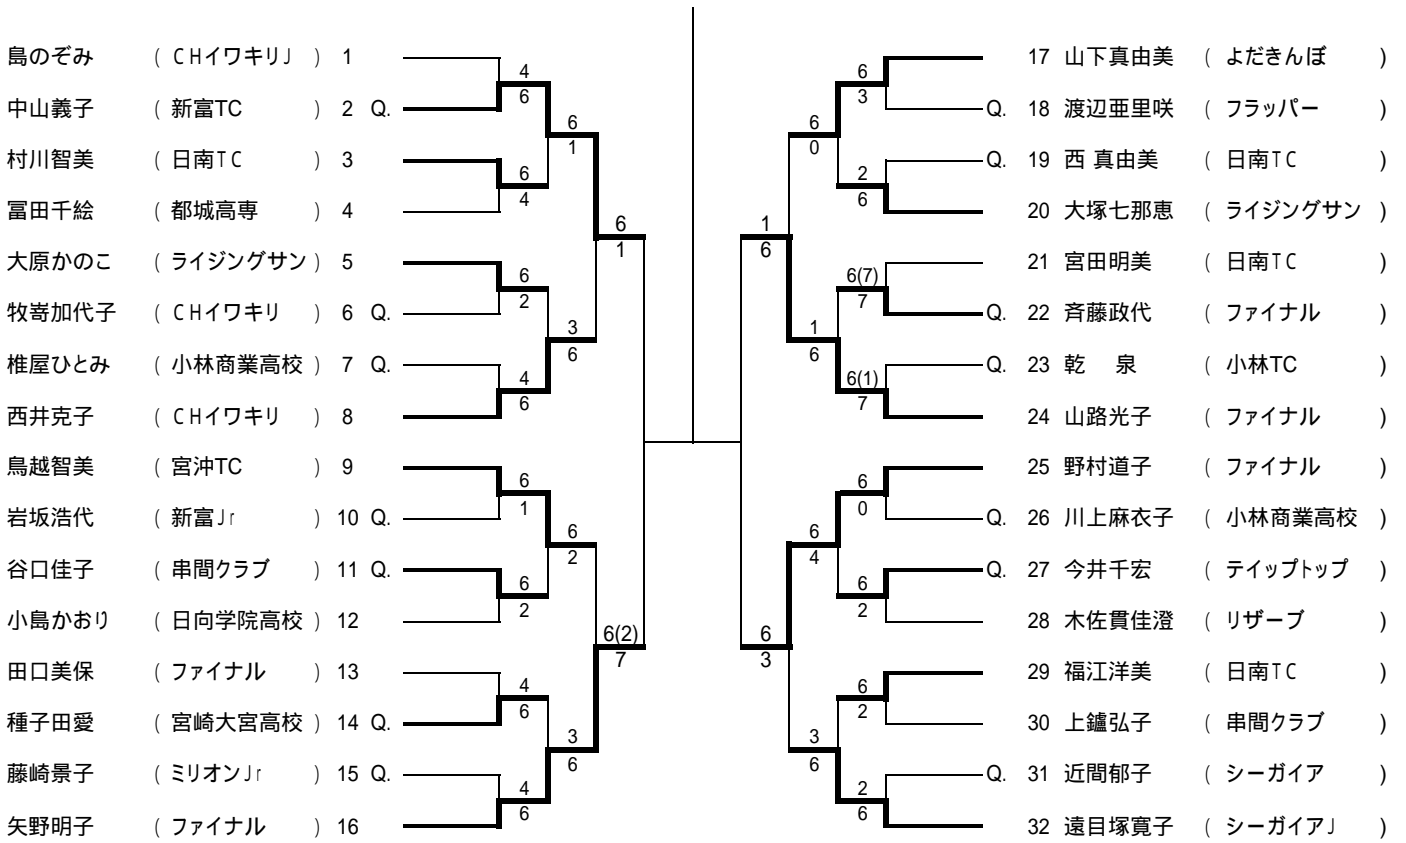 島のぞみ ( CHイワキリJ ) 1
中山義子 ( 新富TC ) 2 Q.
村川智美 ( 日南TC ) 3
冨田千絵 ( 都城高専 ) 4
大原かのこ ( ライジングサン ) 5
牧嵜加代子 ( CHイワキリ ) 6 Q.
椎屋ひとみ ( 小林商業高校 ) 7 Q.
西井克子 ( CHイワキリ ) 8
鳥越智美 ( 宮沖TC ) 9
岩坂浩代 ( 新富Jr ) 10 Q.
谷口佳子 ( 串間クラブ ) 11 Q.
小島かおり ( 日向学院高校 ) 12
田口美保 ( ファイナル ) 13
種子田愛 ( 宮崎大宮高校 ) 14 Q.
藤崎景子 ( ミリオンJr ) 15 Q.
矢野明子 ( ファイナル ) 16
4
6
6
4
6
2
4
6
6
1
6
2
4
6
4
6
6
1
3
6
6
2
3
6
6
1
6(2)
7
1
6
6
3
6
0
1
6
6
4
3
6
6
3
2
6
6(7)
7
6(1)
7
6
0
6
2
6
2
2
6
17 山下真由美 ( よだきんぼ )
Q. 18 渡辺亜里咲 ( フラッパー )
Q. 19 西 真由美 ( 日南TC )
20 大塚七那恵 ( ライジングサン )
21 宮田明美 ( 日南TC )
Q. 22 斉藤政代 ( ファイナル )
Q. 23 乾 泉 ( 小林TC )
24 山路光子 ( ファイナル )
25 野村道子 ( ファイナル )
Q. 26 川上麻衣子 ( 小林商業高校 )
Q. 27 今井千宏 ( テイップトップ )
28 木佐貫佳澄 ( リザーブ )
29 福江洋美 ( 日南TC )
30 上鑪弘子 ( 串間クラブ )
Q. 31 近間郁子 ( シーガイア )
32 遠目塚寛子 ( シーガイアJ )